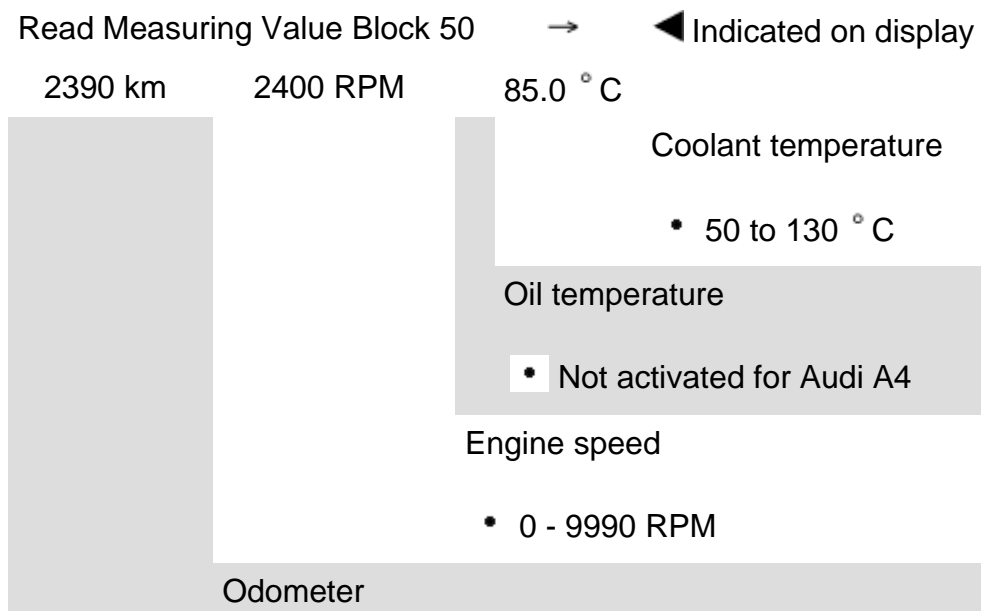 Read Measuring Value Block 50 → ◀ Indicated on display
2390 km 2400 RPM 85.0 °C
Coolant temperature
• 50 to 130 °C
Oil temperature
• Not activated for Audi A4
Engine speed
• 0 - 9990 RPM
Odometer